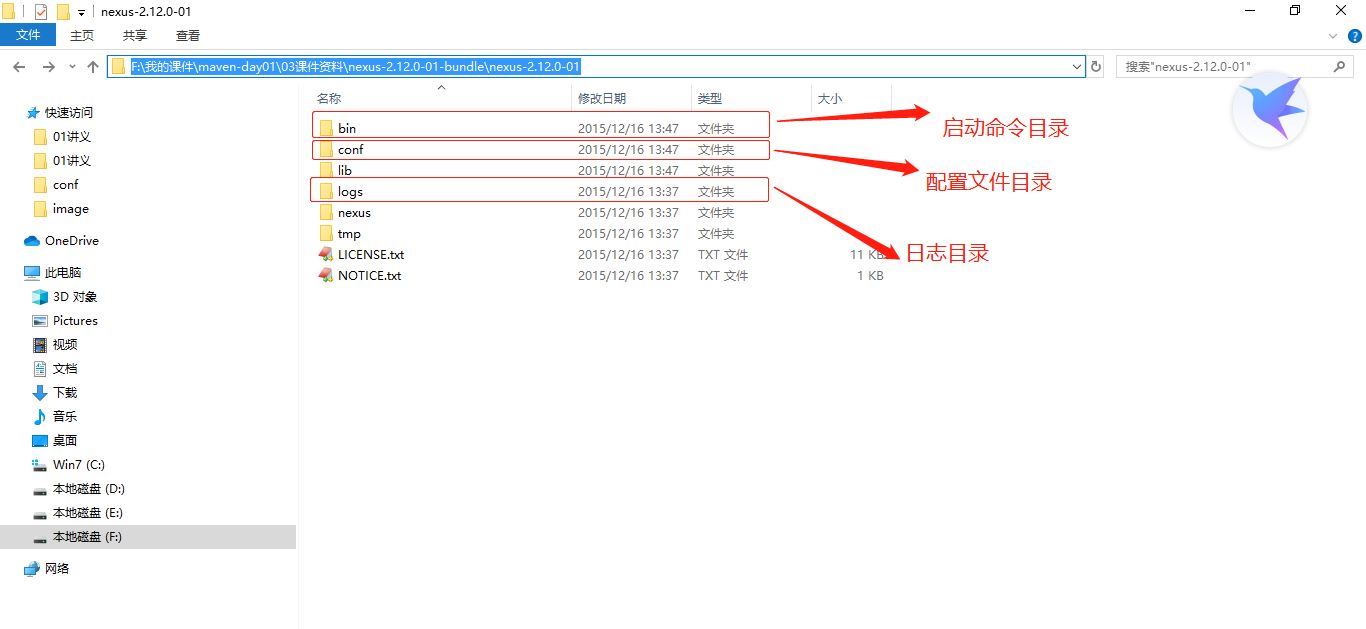 nexus-2.12.0-01
文件 主页 共享 查看
F:\我的课件\maven-day01\03课件资料\nexus-2.12.0-01-bundle\nexus-2.12.0-01
搜索"nexus-2.12.0-01"
快速访问
01讲义
01讲义
conf
image
OneDrive
此电脑
3D 对象
Pictures
视频
文档
下载
音乐
桌面
Win7 (C:)
本地磁盘 (D:)
本地磁盘 (E:)
本地磁盘 (F:)
网络
名称 修改日期 类型 大小
bin 2015/12/16 13:47 文件夹
conf 2015/12/16 13:47 文件夹
lib 2015/12/16 13:47 文件夹
logs 2015/12/16 13:37 文件夹
nexus 2015/12/16 13:37 文件夹
tmp 2015/12/16 13:37 文件夹
LICENSE.txt 2015/12/16 13:37 TXT 文件 11 KB
NOTICE.txt 2015/12/16 13:37 TXT 文件 1 KB
启动命令目录
配置文件目录
日志目录